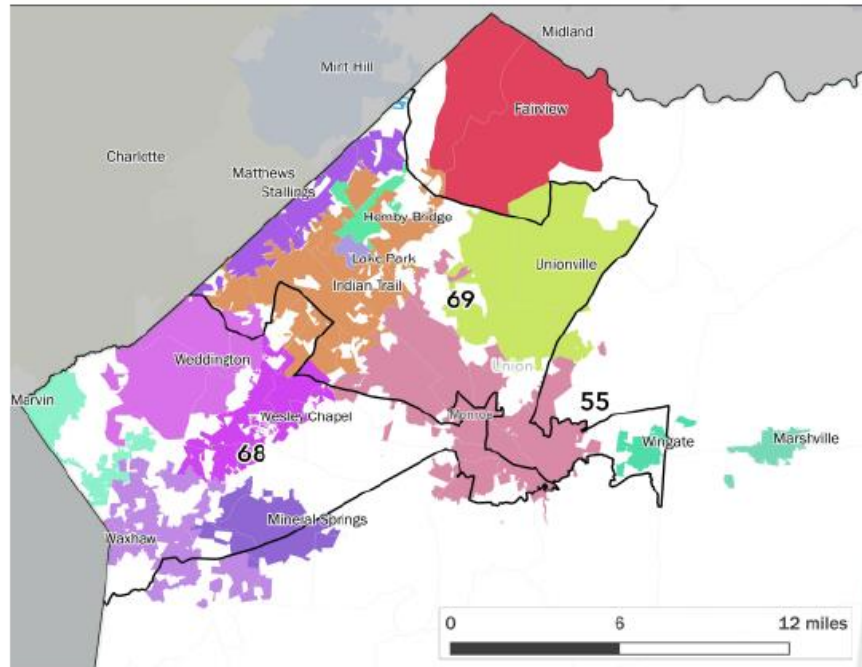 Midland
Mint Hill
Fairview
Charlotte
Matthews
Stallings
Hemby Bridge
Lake Park
Unionville
Indian Trail
69
Union
Weddington
Marvin
55
Wesley Chapel
Monroe
Wingate
Marshville
68
Mineral Springs
Waxhaw
0 6 12 miles